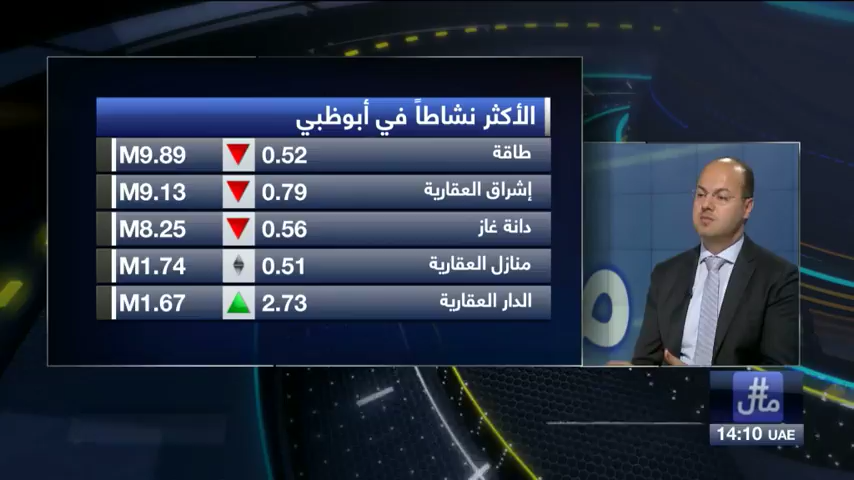 الأكثر نشاطاً في أبوظبي
طاقة 0.52 M9.89
إشراق العقارية 0.79 M9.13
دانة غاز 0.56 M8.25
منازل العقارية 0.51 M1.74
الدار العقارية 2.73 M1.67
#مال
14:10 UAE